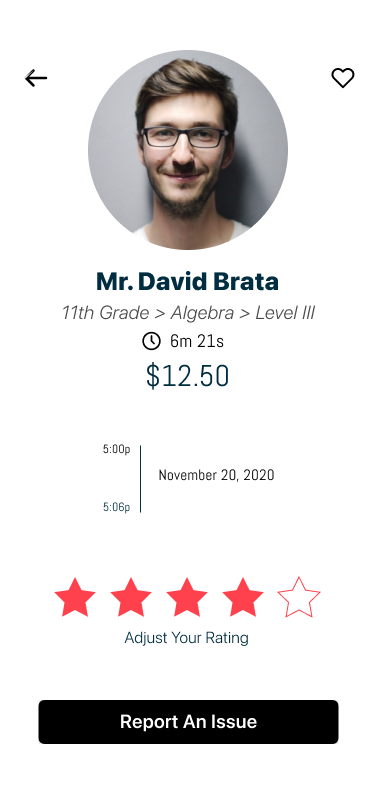 Mr. David Brata
11th Grade > Algebra > Level III
6m 21s
$12.50
5:00p
November 20, 2020
5:06p
Adjust Your Rating
Report An Issue